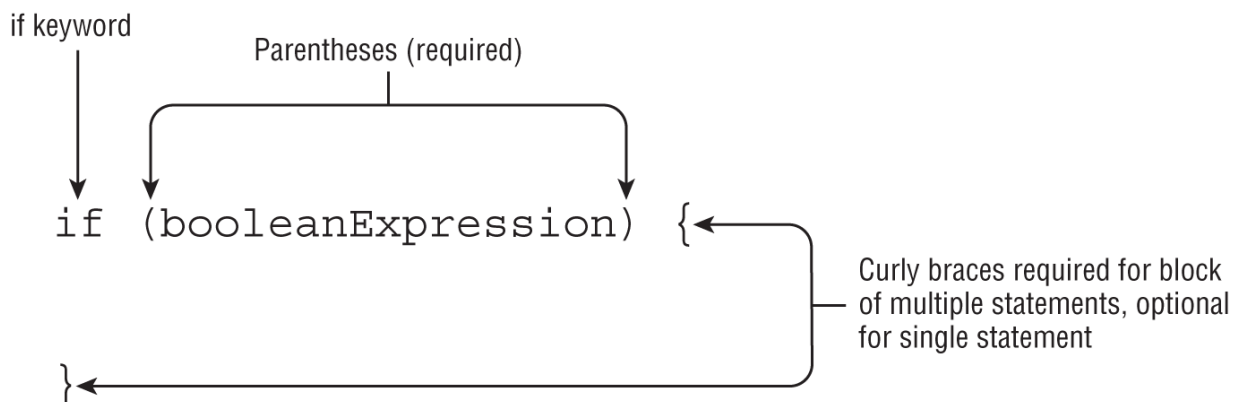 if keyword
Parentheses (required)
if (booleanExpression) {
Curly braces required for block
of multiple statements, optional
for single statement
}